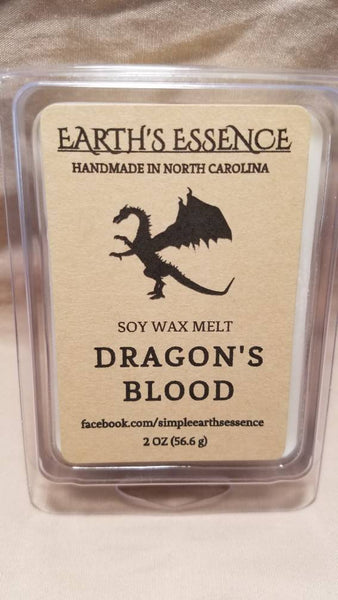 EARTH'S ESSENCE
HANDMADE IN NORTH CAROLINA
SOY WAX MELT
DRAGON'S
BLOOD
facebook.com/simpleearthsessence
2 OZ (56.6 g)